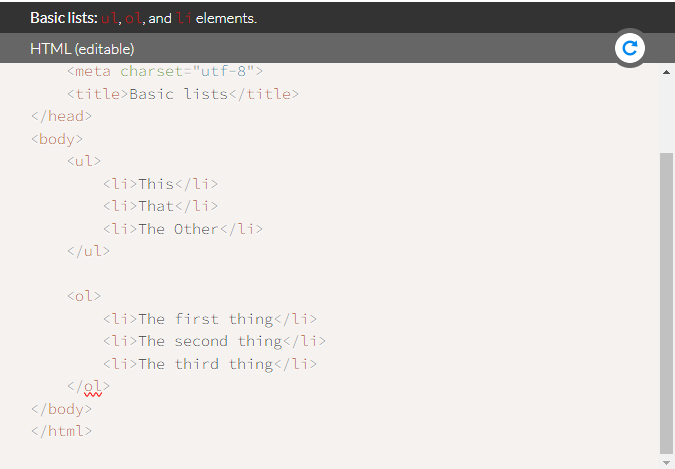 Basic lists: ul, ol, and li elements.
HTML (editable)
<meta charset="utf-8">
<title>Basic lists</title>
</head>
<body>
<ul>
<li>This</li>
<li>That</li>
<li>The Other</li>
</ul>
<ol>
<li>The first thing</li>
<li>The second thing</li>
<li>The third thing</li>
</ol>
</body>
</html>